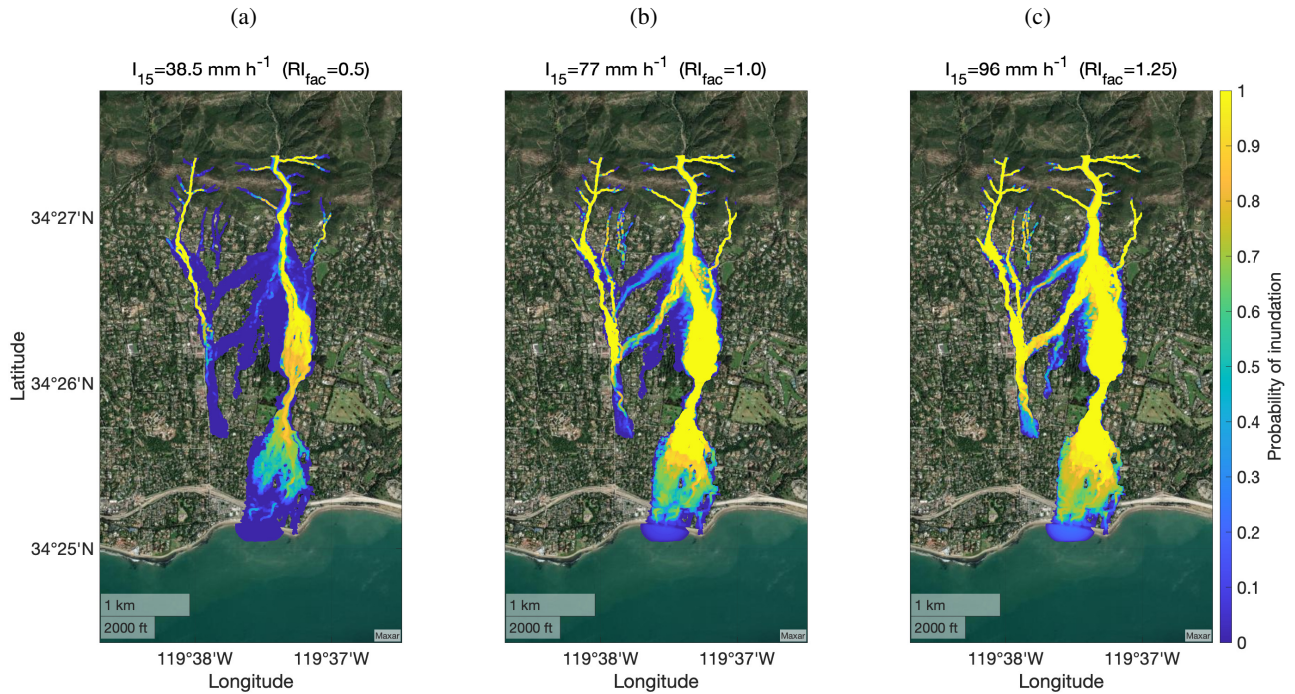 (a)
(b)
(c)
I15=38.5 mm h-1 (RIfac=0.5)
I15=77 mm h-1 (RIfac=1.0)
I15=96 mm h-1 (RIfac=1.25)
Latitude
34°27'N
34°26'N
34°25'N
1 km
2000 ft
Maxar
119°38'W
119°37'W
Longitude
1 km
2000 ft
Maxar
119°38'W
119°37'W
Longitude
1 km
2000 ft
Maxar
119°38'W
119°37'W
Longitude
1
0.9
0.8
0.7
0.6
0.5
0.4
0.3
0.2
0.1
0
Probability of inundation